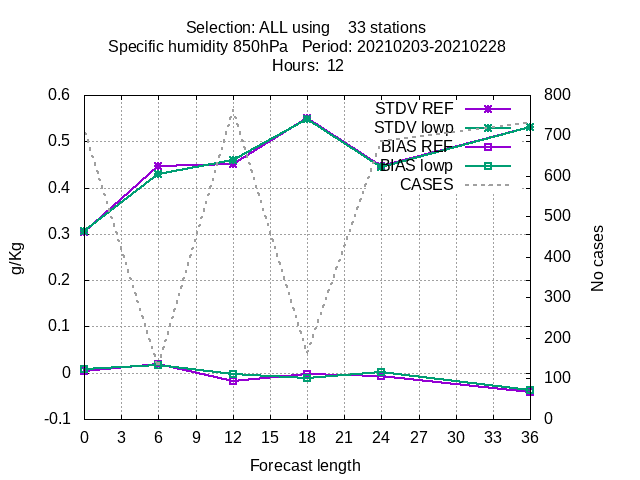 Selection: ALL using 33 stations
Specific humidity 850hPa Period: 20210203-20210228
Hours: 12
0.6
0.5
0.4
0.3
0.2
0.1
0
-0.1
g/Kg
STDV REF
STDV lowp
BIAS REF
BIAS lowp
CASES
800
700
600
500
400
300
200
100
0
No cases
0 3 6 9 12 15 18 21 24 27 30 33 36
Forecast length